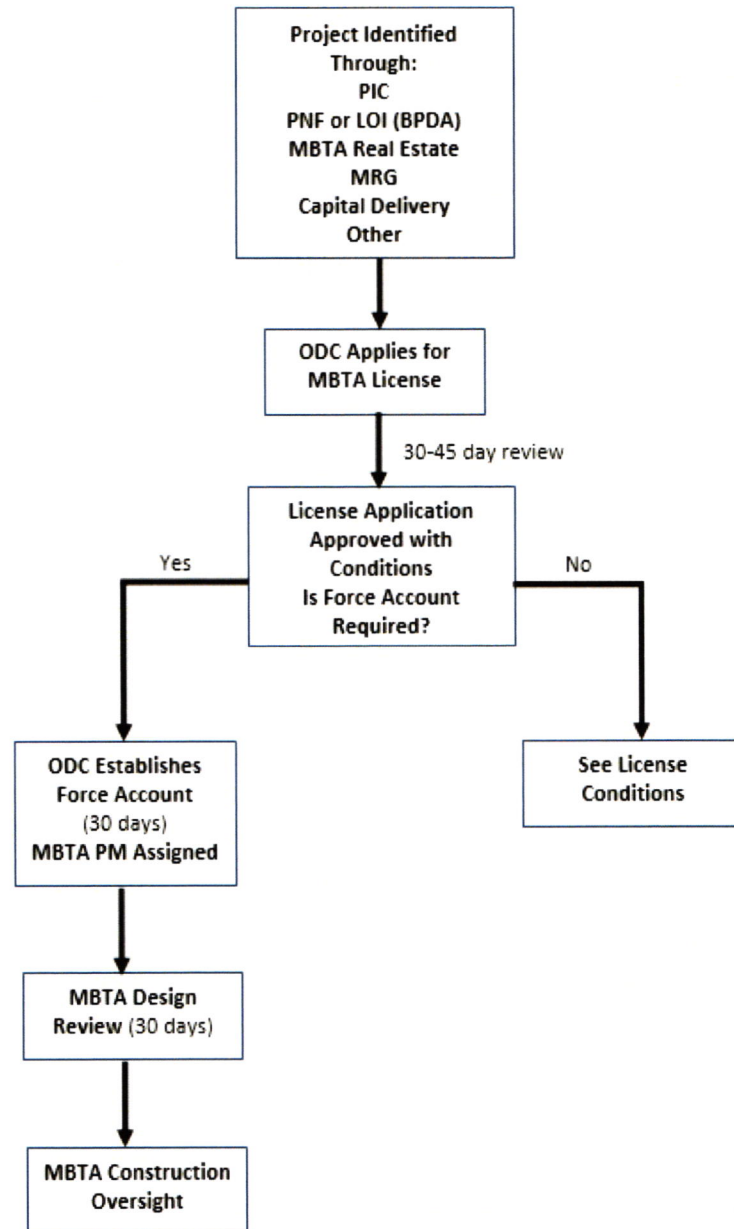 Project Identified
Through:
PIC
PNF or LOI (BPDA)
MBTA Real Estate
MRG
Capital Delivery
Other
ODC Applies for
MBTA License
30-45 day review
License Application
Approved with
Conditions
Is Force Account
Required?
Yes
No
ODC Establishes
Force Account
(30 days)
MBTA PM Assigned
See License
Conditions
MBTA Design
Review (30 days)
MBTA Construction
Oversight